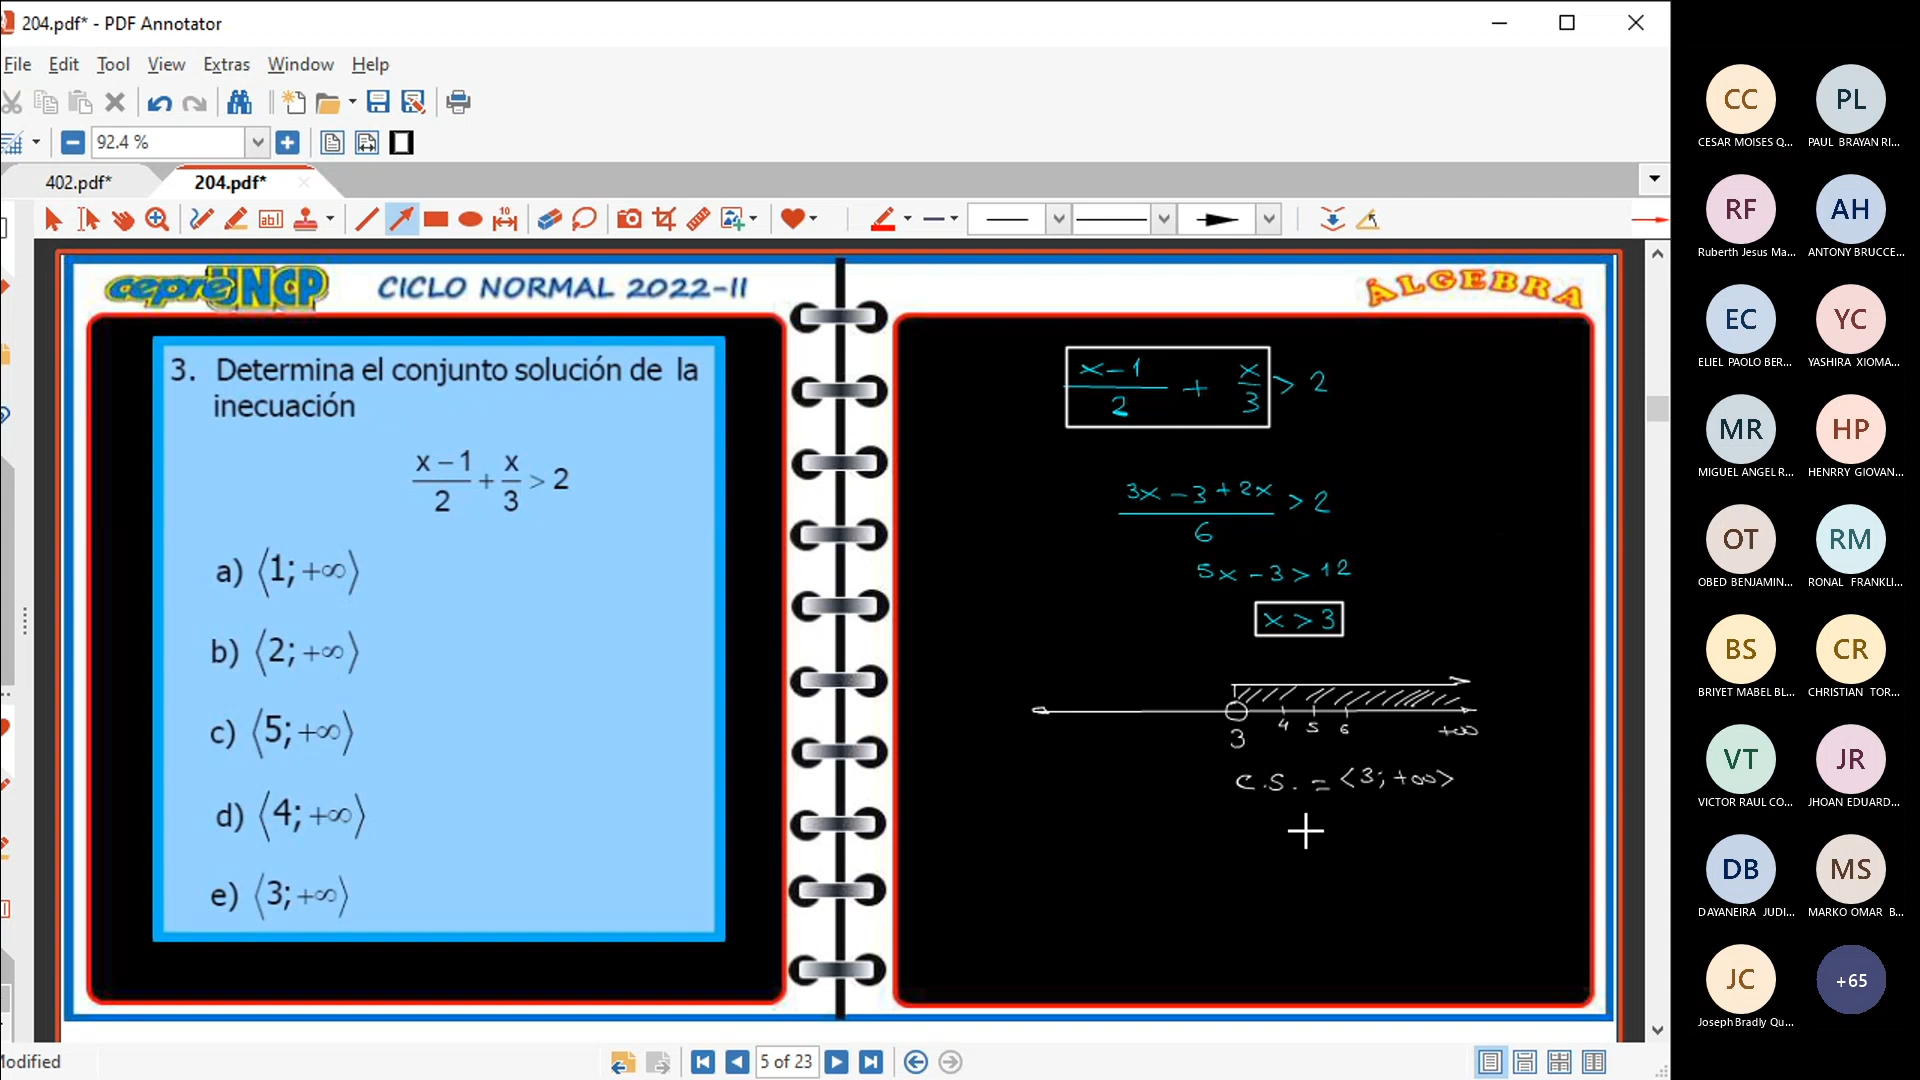 204.pdf* - PDF Annotator
File Edit Tool View Extras Window Help
92.4 %
402.pdf*
204.pdf*
cepreUNCP
CICLO NORMAL 2022-II
ÁLGEBRA
3. Determina el conjunto solución de la
inecuación
x – 1 / 2 + x / 3 > 2
a) ⟨1; +∞⟩
b) ⟨2; +∞⟩
c) ⟨5; +∞⟩
d) ⟨4; +∞⟩
e) ⟨3; +∞⟩
x – 1 / 2 + x / 3 > 2
3x – 3 + 2x / 6 > 2
5x – 3 > 12
x > 3
3 4 5 6 +∞
C.S. = <3; +∞>
CC
CESAR MOISES Q...
PL
PAUL BRAYAN RI...
RF
Ruberth Jesus Ma...
AH
ANTONY BRUCCE...
EC
ELIEL PAOLO BER...
YC
YASHIRA XIOMA...
MR
MIGUEL ANGEL R...
HP
HENRRY GIOVAN...
OT
OBED BENJAMIN...
RM
RONAL FRANKLI...
BS
BRIYET MABEL BL...
CR
CHRISTIAN TOR...
VT
VICTOR RAUL CO...
JR
JHOAN EDUARD...
DB
DAYANEIRA JUDI...
MS
MARKO OMAR B...
JC
Joseph Bradly Qu...
+65
Modified
5 of 23